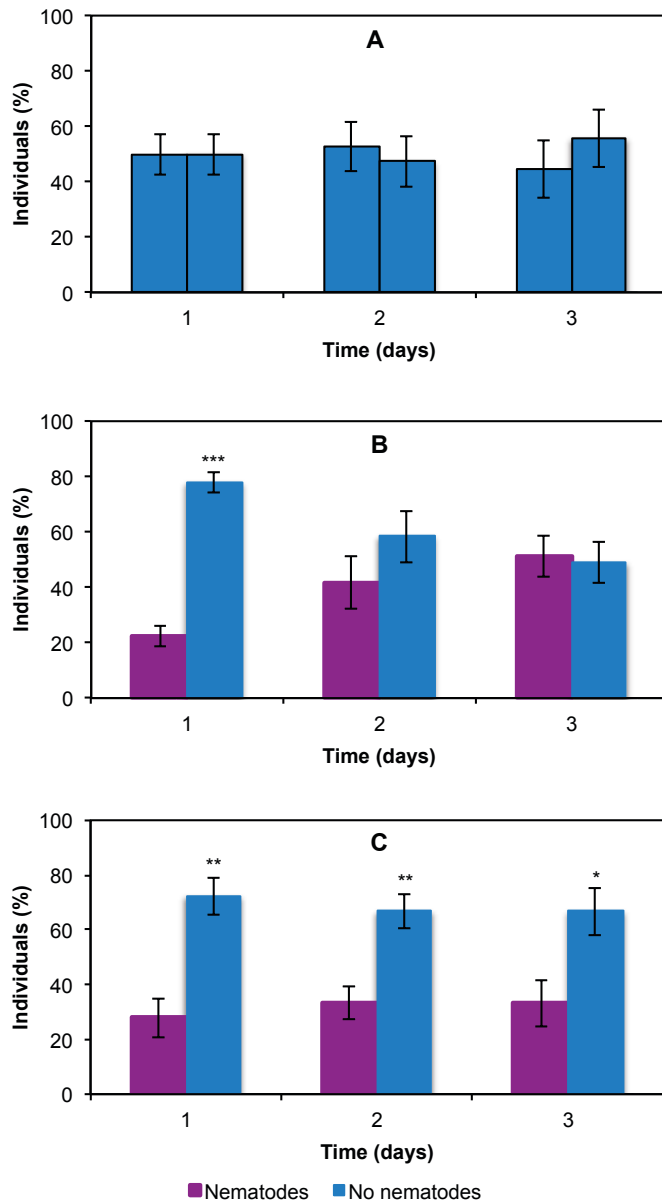 100
A
80
60
40
20
0
Individuals (%)
1 2 3
Time (days)
100
B
80
***
60
40
20
0
Individuals (%)
1 2 3
Time (days)
100
C
80
** ** *
60
40
20
0
Individuals (%)
1 2 3
Time (days)
Nematodes No nematodes